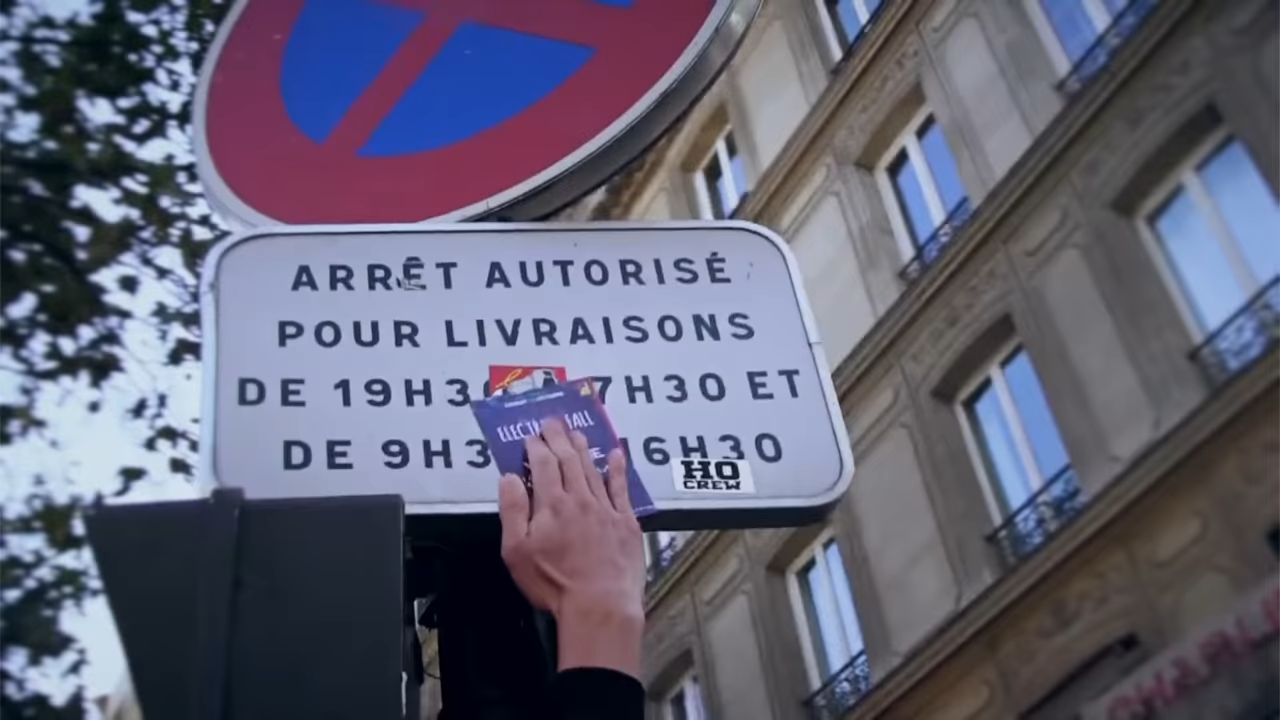 ARRÊT AUTORISÉ
POUR LIVRAISONS
DE 19H3 7H30 ET
DE 9H3 16H30
HO
CREW